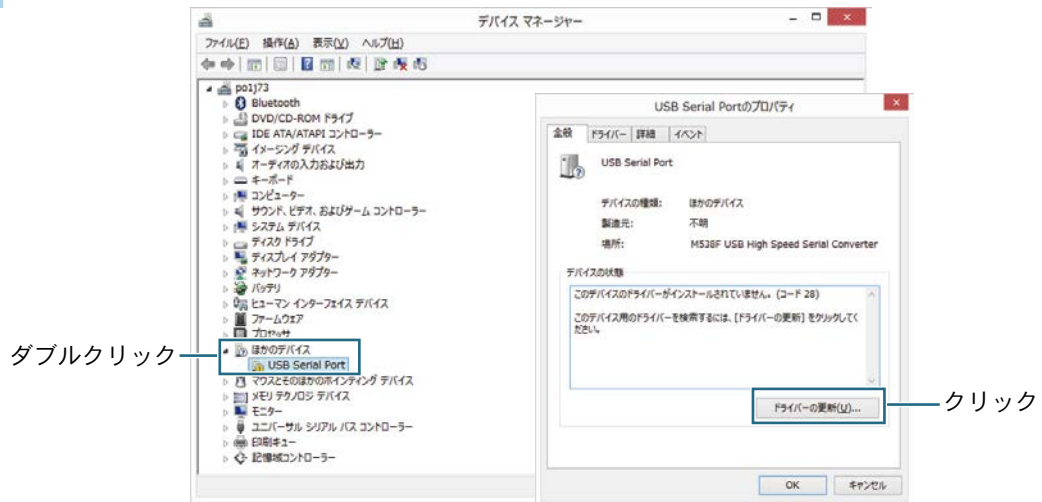 デバイス マネージャー
ファイル(F) 操作(A) 表示(V) ヘルプ(H)
po1j73
Bluetooth
DVD/CD-ROM ドライブ
IDE ATA/ATAPI コントローラー
イメージング デバイス
オーディオの入力および出力
キーボード
コンピューター
サウンド、ビデオ、およびゲーム コントローラー
システム デバイス
ディスク ドライブ
ディスプレイ アダプター
ネットワーク アダプター
バッテリ
ヒューマン インターフェイス デバイス
ファームウェア
プロセッサ
ほかのデバイス
USB Serial Port
マウスとそのほかのポインティング デバイス
メモリ テクノロジ デバイス
モニター
ユニバーサル シリアル バス コントローラー
印刷キュー
記憶域コントローラー
ダブルクリック
USB Serial Portのプロパティ
全般 ドライバー 詳細 イベント
USB Serial Port
デバイスの種類: ほかのデバイス
製造元: 不明
場所: M538F USB High Speed Serial Converter
デバイスの状態
このデバイスのドライバーがインストールされていません。(コード 28)
このデバイス用のドライバーを検索するには、[ドライバーの更新] をクリックしてく
ださい。
ドライバーの更新(U)...
クリック
OK キャンセル